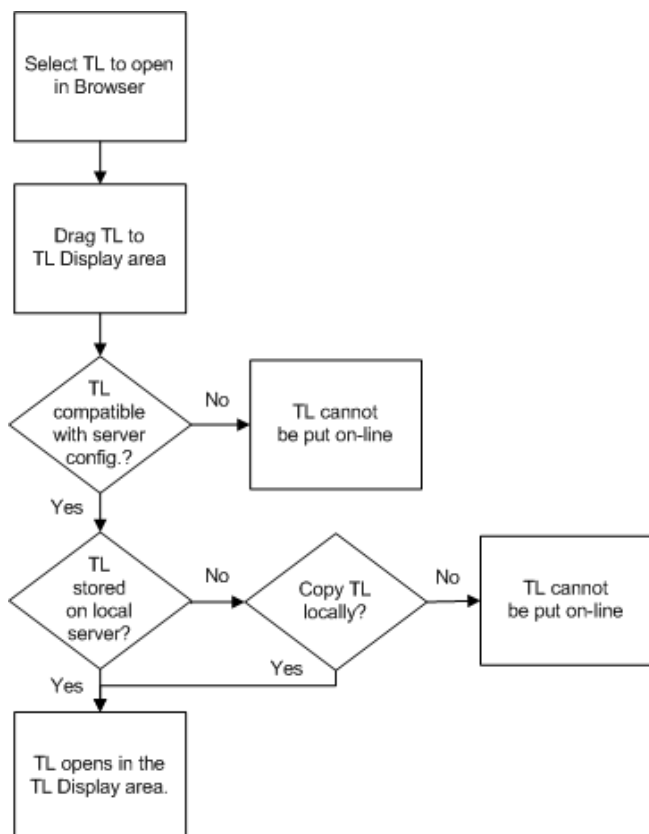 Select TL to open
in Browser
Drag TL to
TL Display area
TL
compatible
with server
config.?
No
TL cannot
be put on-line
Yes
TL
stored
on local
server?
No
Copy TL
locally?
No
TL cannot
be put on-line
Yes
Yes
TL opens in the
TL Display area.